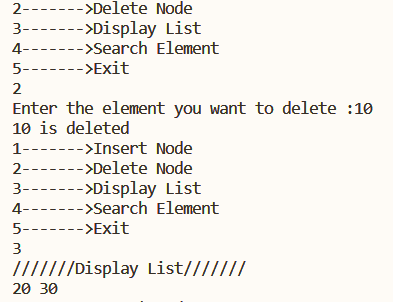 2------->Delete Node
3------->Display List
4------->Search Element
5------->Exit
2
Enter the element you want to delete :10
10 is deleted
1------->Insert Node
2------->Delete Node
3------->Display List
4------->Search Element
5------->Exit
3
///////Display List///////
20 30